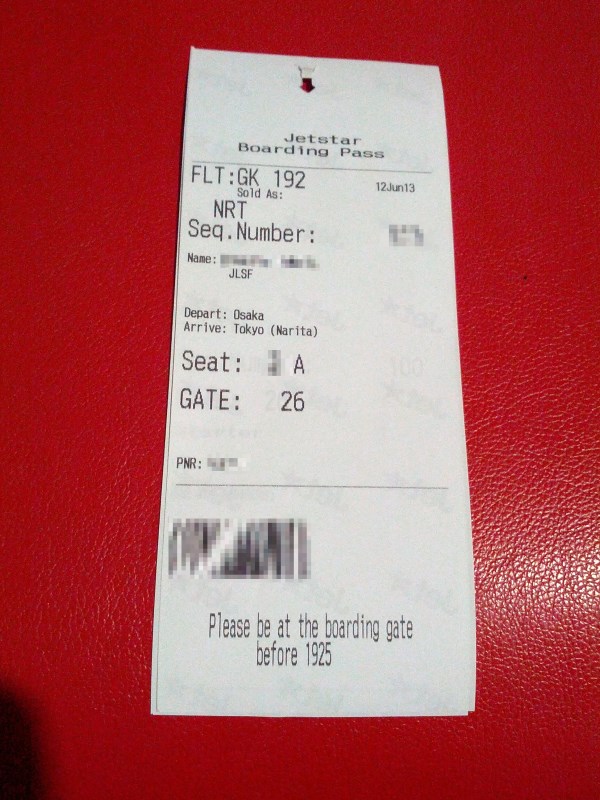 Jetstar
Boarding Pass
FLT:GK 192
12Jun13
Sold As:
NRT
Seq.Number:
Name:
JLSF
Depart: Osaka
Arrive: Tokyo (Narita)
Seat: A
GATE: 26
PNR:
Please be at the boarding gate
before 1925